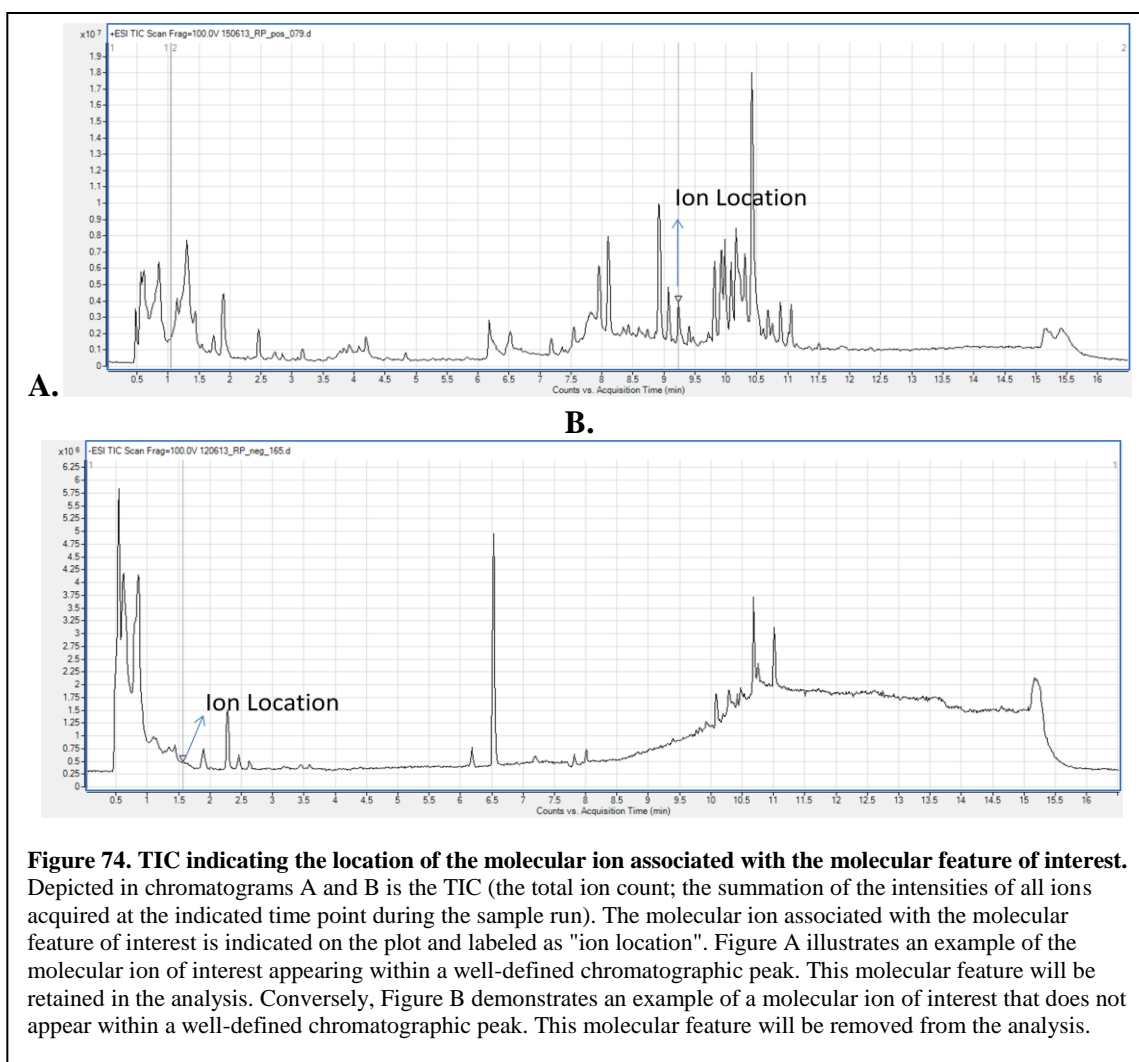 x10 7 +ESI TIC Scan Frag=100.0V 150613_RP_pos_079.d
1 1 2 2
1.9
1.8
1.7
1.6
1.5
1.4
1.3
1.2
1.1
1
0.9
0.8
0.7
0.6
0.5
0.4
0.3
0.2
0.1
0
Ion Location
0.5 1 1.5 2 2.5 3 3.5 4 4.5 5 5.5 6 6.5 7 7.5 8 8.5 9 9.5 10 10.5 11 11.5 12 12.5 13 13.5 14 14.5 15 15.5 16
Counts vs. Acquisition Time (min)
A.
B.
x10 6 -ESI TIC Scan Frag=100.0V 120613_RP_neg_165.d
1 1
6.25
6
5.75
5.5
5.25
5
4.75
4.5
4.25
4
3.75
3.5
3.25
3
2.75
2.5
2.25
2
1.75
1.5
1.25
1
0.75
0.5
0.25
0
Ion Location
0.5 1 1.5 2 2.5 3 3.5 4 4.5 5 5.5 6 6.5 7 7.5 8 8.5 9 9.5 10 10.5 11 11.5 12 12.5 13 13.5 14 14.5 15 15.5 16
Counts vs. Acquisition Time (min)
Figure 74. TIC indicating the location of the molecular ion associated with the molecular feature of interest.
Depicted in chromatograms A and B is the TIC (the total ion count; the summation of the intensities of all ions
acquired at the indicated time point during the sample run). The molecular ion associated with the molecular
feature of interest is indicated on the plot and labeled as "ion location". Figure A illustrates an example of the
molecular ion of interest appearing within a well-defined chromatographic peak. This molecular feature will be
retained in the analysis. Conversely, Figure B demonstrates an example of a molecular ion of interest that does not
appear within a well-defined chromatographic peak. This molecular feature will be removed from the analysis.